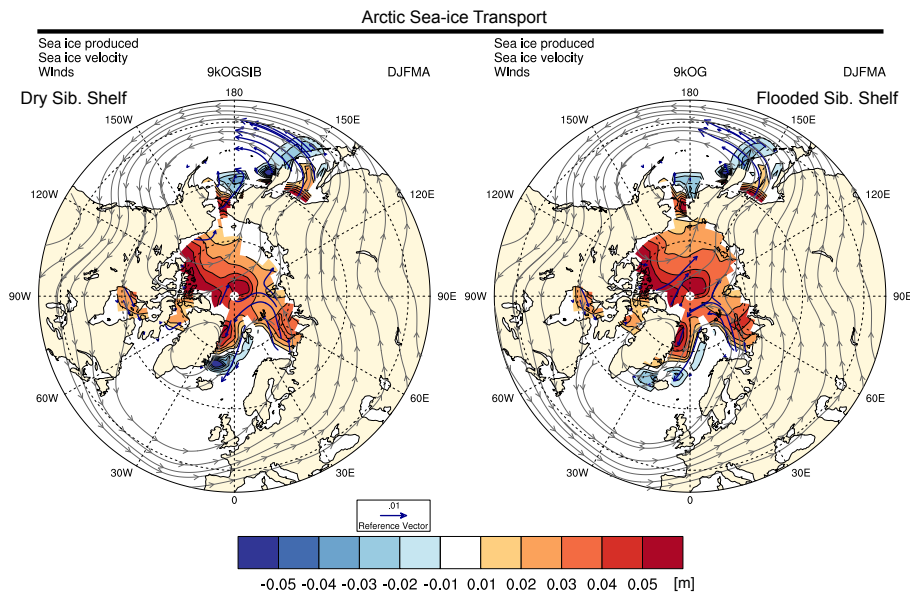 Arctic Sea-ice Transport
Sea ice produced
Sea ice velocity
WInds 9kOGSIB DJFMA
Dry Sib. Shelf
180
150W 150E
120W 120E
90W 90E
60W 60E
30W 30E
0
Sea ice produced
Sea ice velocity
WInds 9kOG DJFMA
Flooded Sib. Shelf
180
150W 150E
120W 120E
90W 90E
60W 60E
30W 30E
0
.01
Reference Vector
-0.05 -0.04 -0.03 -0.02 -0.01 0.01 0.02 0.03 0.04 0.05 [m]